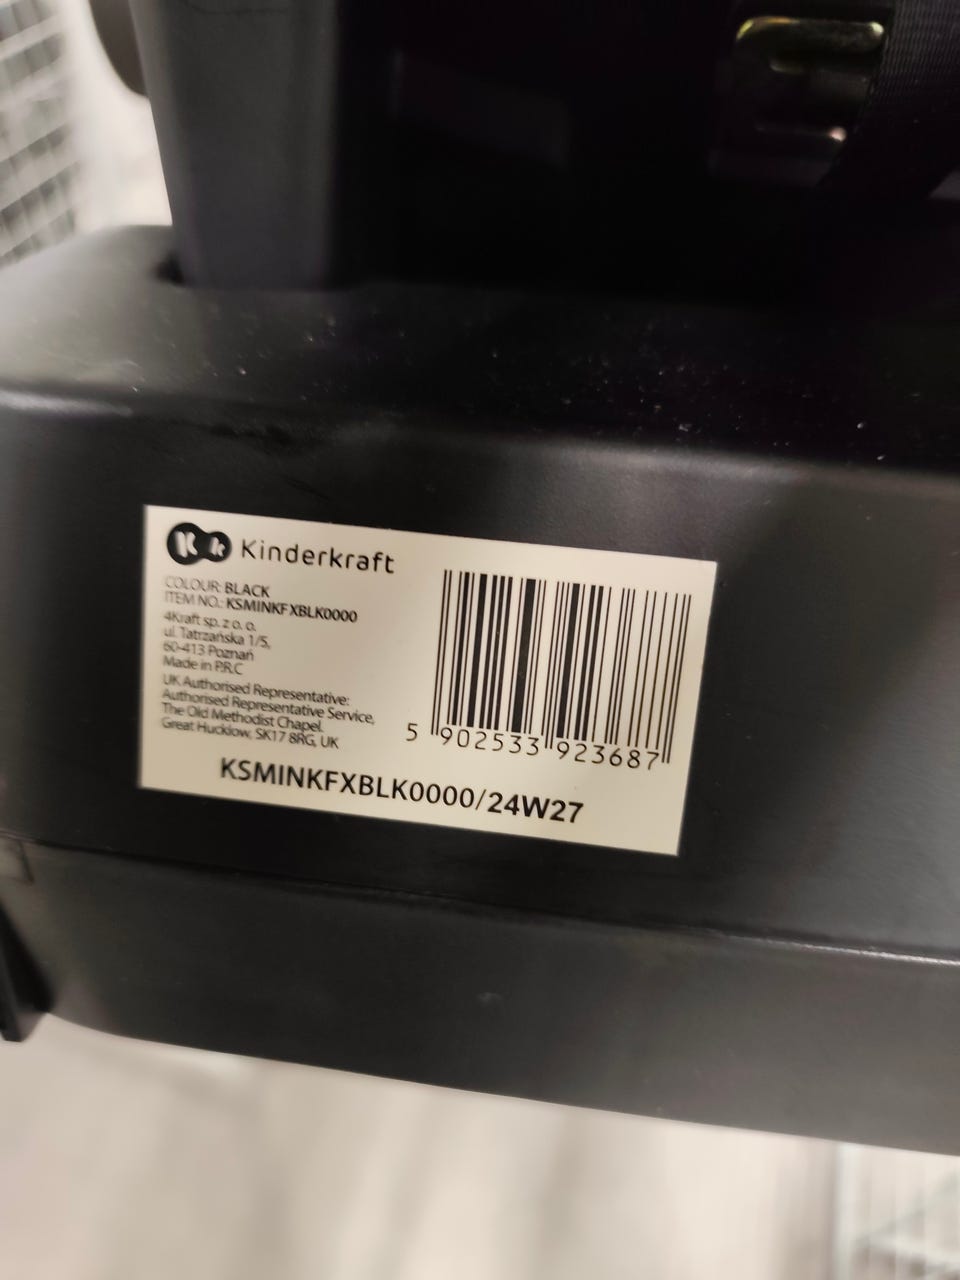 Kk Kinderkraft
COLOUR: BLACK
ITEM NO.: KSMINKFXBLK0000
4Kraft sp. z o. o.
ul. Tatrzańska 1/5,
60-413 Poznań
Made in P.R.C
UK Authorised Representative:
Authorised Representative Service,
The Old Methodist Chapel,
Great Hucklow, SK17 8RG, UK
5 902533 923687
KSMINKFXBLK0000/24W27